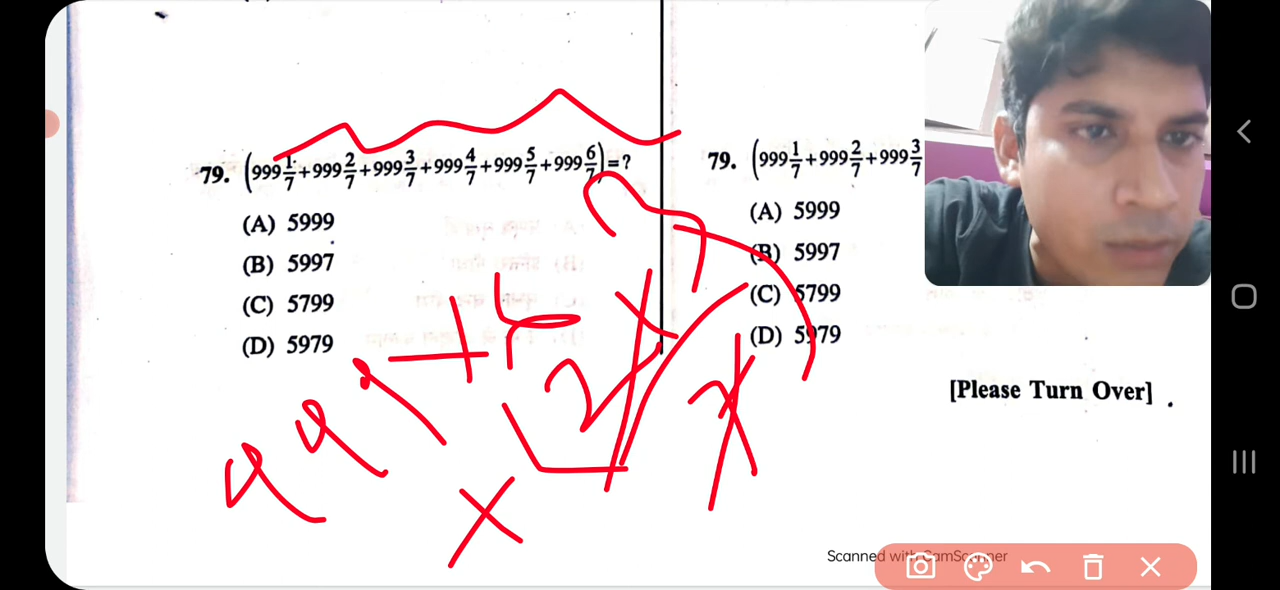 79. (999 1/7 + 999 2/7 + 999 3/7 + 999 4/7 + 999 5/7 + 999 6/7) = ?
(A) 5999
(B) 5997
(C) 5799
(D) 5979
79. (999 1/7 + 999 2/7 + 999 3/7
(A) 5999
(B) 5997
(C) 5799
(D) 5979
[Please Turn Over]
999 +
Scanned with CamScanner